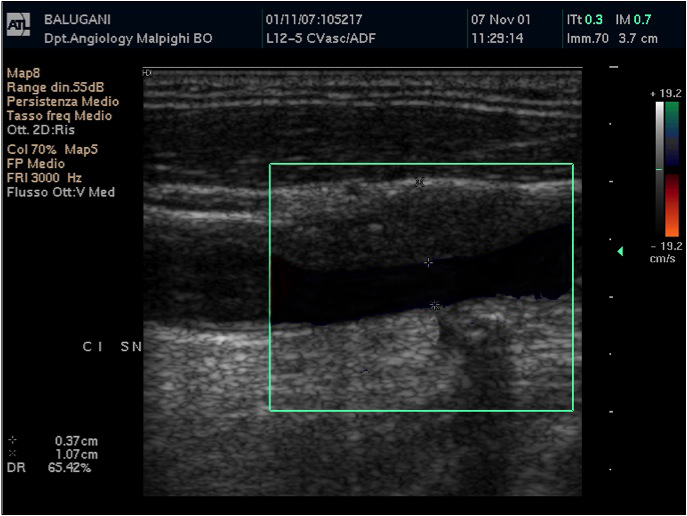 ATL BALUGANI 01/11/07:105217 07 Nov 01 ITt 0.3 IM 0.7
Dpt.Angiology Malpighi BO L12-5 CVasc/ADF 11:29:14 Imm.70 3.7 cm
Map8
Range din.55dB
Persistenza Medio
Tasso freq Medio
Ott. 2D:Ris
Col 70% Map5
FP Medio
FRI 3000 Hz
Flusso Ott:V Med
+ 19.2
- 19.2
cm/s
C I SN
0.37cm
1.07cm
DR 65.42%